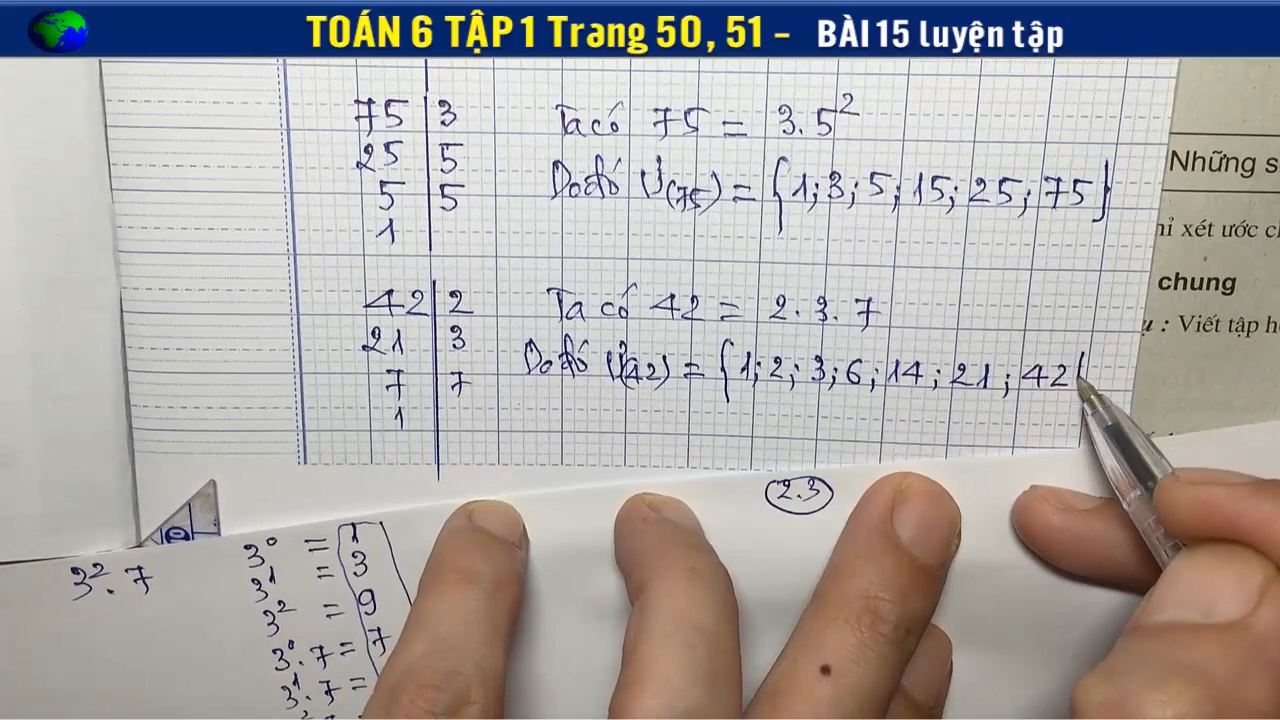 TOÁN 6 TẬP 1 Trang 50, 51 - BÀI 15 luyện tập
75 | 3
25 | 5
5 | 5
1
Ta có 75 = 3.5²
Do đó Ư(75) = {1; 3; 5; 15; 25; 75}
42 | 2
21 | 3
7 | 7
1
Ta có 42 = 2.3.7
Do đó Ư(42) = {1; 2; 3; 6; 14; 21; 42
2.3
3².7
3⁰ = 1
3¹ = 3
3² = 9
3⁰.7 = 7
3¹.7 =
Những s
hỉ xét ước c
chung
: Viết tập h